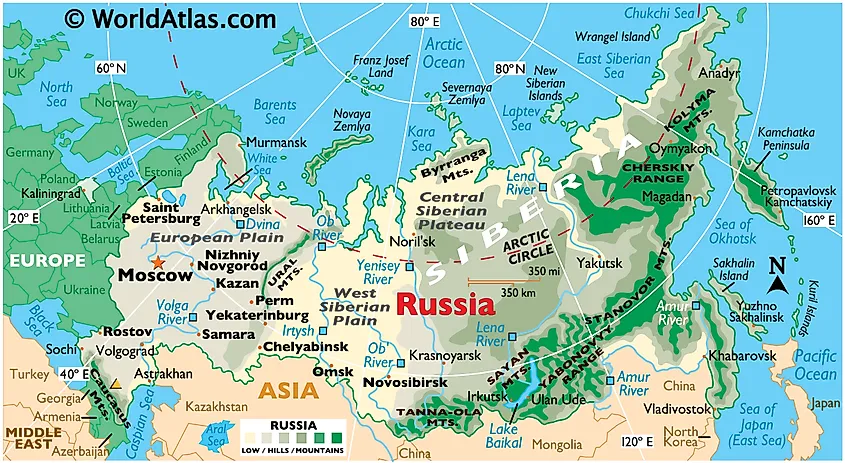 © WorldAtlas.com
80° E
Chukchi Sea
Wrangel Island
Arctic
Ocean
Franz Josef
Land
80° N
60° N
East Siberian
Sea
New
Siberian
Islands
Severnaya
Zemlya
Anadyr
UK
North
Sea
Norway
Sweden
Finland
Barents
Sea
Novaya
Zemlya
Kara
Sea
Laptev
Sea
KOLYMA
MTS.
Kamchatka
Peninsula
Germany
Baltic
Sea
Murmansk
White
Sea
Byrranga
Mts.
Lena
River
Oymyakon
CHERSKIY
RANGE
Poland
Kaliningrad
Estonia
Magadan
Petropavlovsk
Kamchatskiy
Lithuania
Latvia
Belarus
Saint
Petersburg
Arkhangelsk
Dvina
Central
Siberian
Plateau
SIBERIA
20° E
160° E
European Plain
Ob
River
Noril'sk
ARCTIC
CIRCLE
Sea of
Okhotsk
EUROPE
Moscow
Nizhniy
Novgorod
Kazan
URAL
MTS.
Yenisey
River
350 mi
350 km
Yakutsk
Sakhalin
Island
N
Kuril Islands
Ukraine
Volga
River
Perm
Yekaterinburg
West
Siberian
Plain
Russia
STANOVOR MTS.
Amur
River
Yuzhno
Sakhalinsk
Black
Sea
Rostov
Samara
Irtysh
Lena
River
Sochi
Volgograd
Chelyabinsk
Ob
River
Krasnoyarsk
SAYAN
MTS.
YABONOVYY
RANGE
Khabarovsk
Pacific
Ocean
Turkey
40° E
Astrakhan
Omsk
Novosibirsk
Amur
River
China
Georgia
Caucasus
Mts.
Caspian Sea
ASIA
Irkutsk
Ulan Ude
Vladivostok
Japan
Armenia
Kazakhstan
TANNA-OLA
MTS.
Sea of
Japan
(East Sea)
MIDDLE
EAST
Azerbaijan
Aral
Sea
RUSSIA
LOW / HILLS / MOUNTAINS
China
Lake
Baikal
Mongolia
120° E
North
Korea